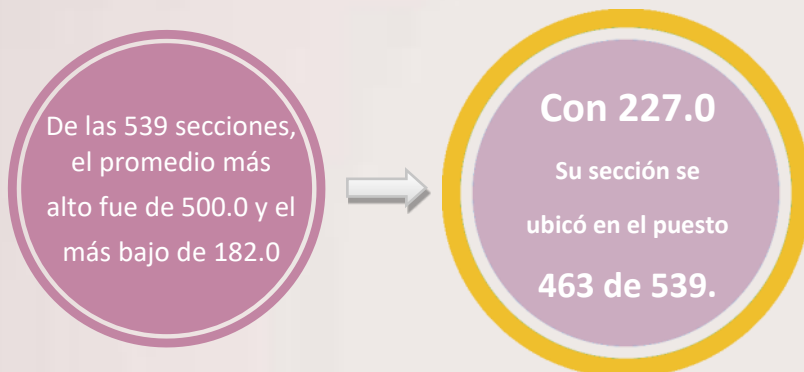 De las 539 secciones,
el promedio más
alto fue de 500.0 y el
más bajo de 182.0
Con 227.0
Su sección se
ubicó en el puesto
463 de 539.